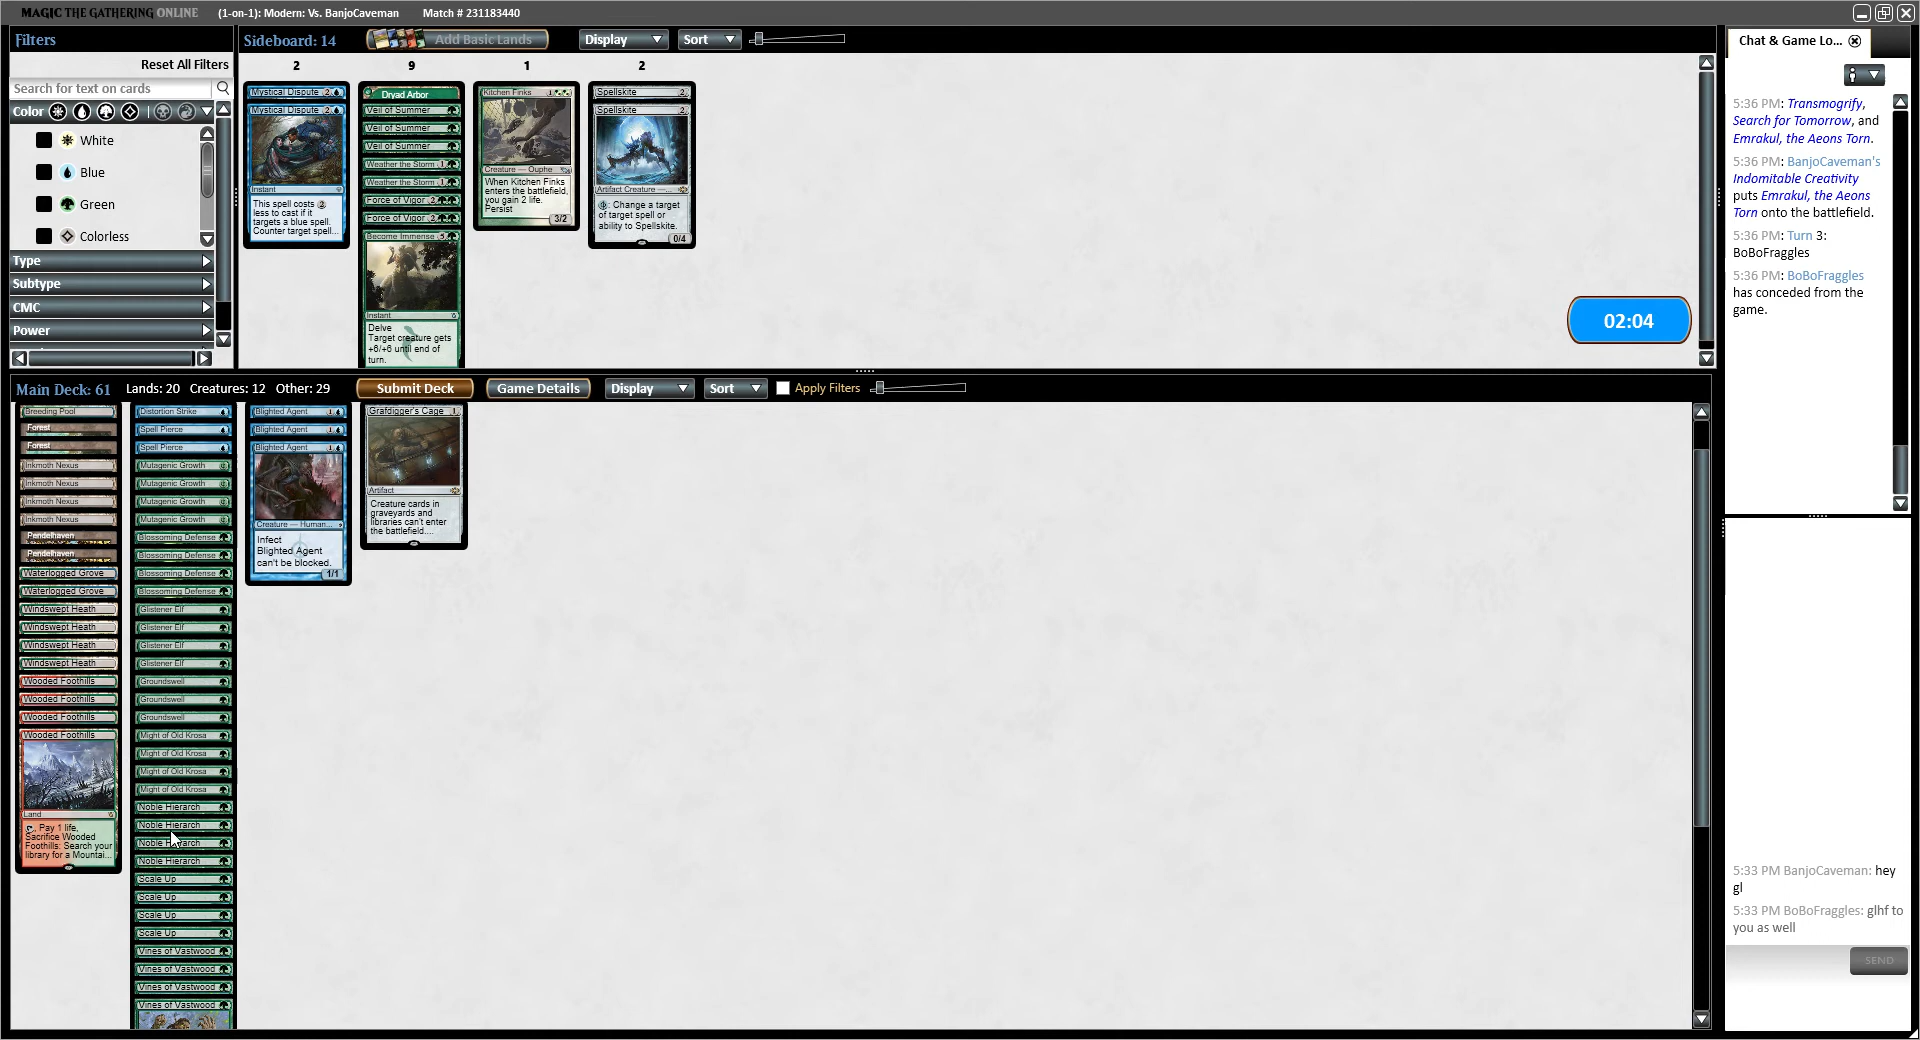 MAGIC THE GATHERING ONLINE (1-on-1): Modern: Vs. BanjoCaveman Match # 231183440
Filters
Reset All Filters
Search for text on cards
Color
White
Blue
Green
Colorless
Type
Subtype
CMC
Power
Sideboard: 14
Add Basic Lands
Display
Sort
2
9
1
2
Mystical Dispute 2
Mystical Dispute 2
Instant
This spell costs 2
less to cast if it
targets a blue spell.
Counter target spell...
Dryad Arbor
Veil of Summer
Veil of Summer
Veil of Summer
Weather the Storm 1
Weather the Storm 1
Force of Vigor 2
Force of Vigor 2
Become Immense 5
Instant
Delve
Target creature gets
+6/+6 until end of
turn.
Kitchen Finks 1
Creature — Ouphe
When Kitchen Finks
enters the battlefield,
you gain 2 life.
Persist
3/2
Spellskite 2
Spellskite 2
Artifact Creature —...
: Change a target
of target spell or
ability to Spellskite.
0/4
02:04
Main Deck: 61 Lands: 20 Creatures: 12 Other: 29
Submit Deck
Game Details
Display
Sort
Apply Filters
Breeding Pool
Forest
Forest
Inkmoth Nexus
Inkmoth Nexus
Inkmoth Nexus
Inkmoth Nexus
Pendelhaven
Pendelhaven
Waterlogged Grove
Waterlogged Grove
Windswept Heath
Windswept Heath
Windswept Heath
Windswept Heath
Wooded Foothills
Wooded Foothills
Wooded Foothills
Wooded Foothills
Land
, Pay 1 life,
Sacrifice Wooded
Foothills: Search your
library for a Mountai...
Distortion Strike
Spell Pierce
Spell Pierce
Mutagenic Growth
Mutagenic Growth
Mutagenic Growth
Mutagenic Growth
Blossoming Defense
Blossoming Defense
Blossoming Defense
Blossoming Defense
Glistener Elf
Glistener Elf
Glistener Elf
Glistener Elf
Groundswell
Groundswell
Groundswell
Might of Old Krosa
Might of Old Krosa
Might of Old Krosa
Might of Old Krosa
Noble Hierarch
Noble Hierarch
Noble Hierarch
Noble Hierarch
Scale Up
Scale Up
Scale Up
Scale Up
Vines of Vastwood
Vines of Vastwood
Vines of Vastwood
Vines of Vastwood
Blighted Agent 1
Blighted Agent 1
Blighted Agent 1
Creature — Human...
Infect
Blighted Agent
can't be blocked.
1/1
Grafdigger's Cage 1
Artifact
Creature cards in
graveyards and
libraries can't enter
the battlefield....
Chat & Game Lo...
5:36 PM: Transmogrify,
Search for Tomorrow, and
Emrakul, the Aeons Torn.
5:36 PM: BanjoCaveman's
Indomitable Creativity
puts Emrakul, the Aeons
Torn onto the battlefield.
5:36 PM: Turn 3:
BoBoFraggles
5:36 PM: BoBoFraggles
has conceded from the
game.
5:33 PM BanjoCaveman: hey
gl
5:33 PM BoBoFraggles: glhf to
you as well
SEND